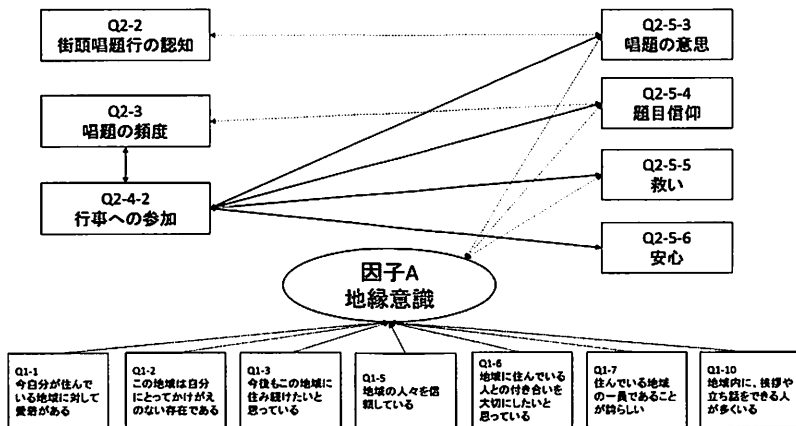 Q2-2
街頭唱題行の認知
Q2-5-3
唱題の意思
Q2-3
唱題の頻度
Q2-5-4
題目信仰
Q2-4-2
行事への参加
Q2-5-5
救い
Q2-5-6
安心
因子A
地縁意識
Q1-1
今自分が住んで
いる地域に対して
愛着がある
Q1-2
この地域は自分
にとってかけが
えのない存在である
Q1-3
今後もこの地域に
住み続けたいと
思っている
Q1-5
地域の人々を信
頼している
Q1-6
地域に住んでいる
人との付き合いを
大切にしたいと
思っている
Q1-7
住んでいる地域
の一員であること
が誇らしい
Q1-10
地域内に、挨拶や
立ち話をできる人
が多くいる